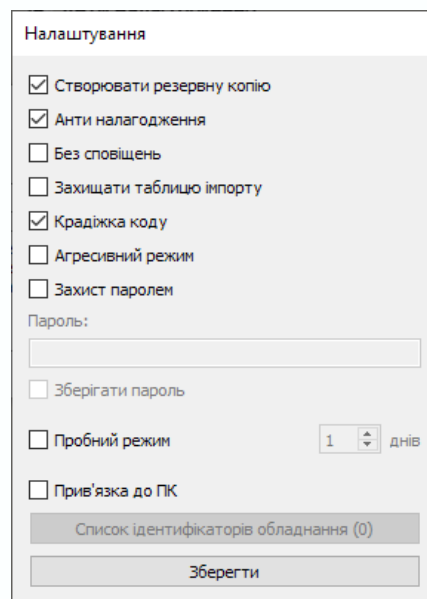 Налаштування
Створювати резервну копію
Анти налагодження
Без сповіщень
Захищати таблицю імпорту
Крадіжка коду
Агресивний режим
Захист паролем
Пароль:
Зберігати пароль
Пробний режим 1 днів
Прив'язка до ПК
Список ідентифікаторів обладнання (0)
Зберегти